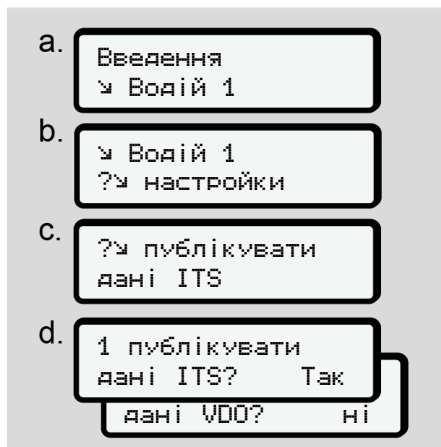 a.
Введення
↘ Водій 1
b.
↘ Водій 1
?↘ настройки
c.
?↘ публікувати
дані ITS
d.
1 публікувати
дані ITS? Так
дані VDO? ні